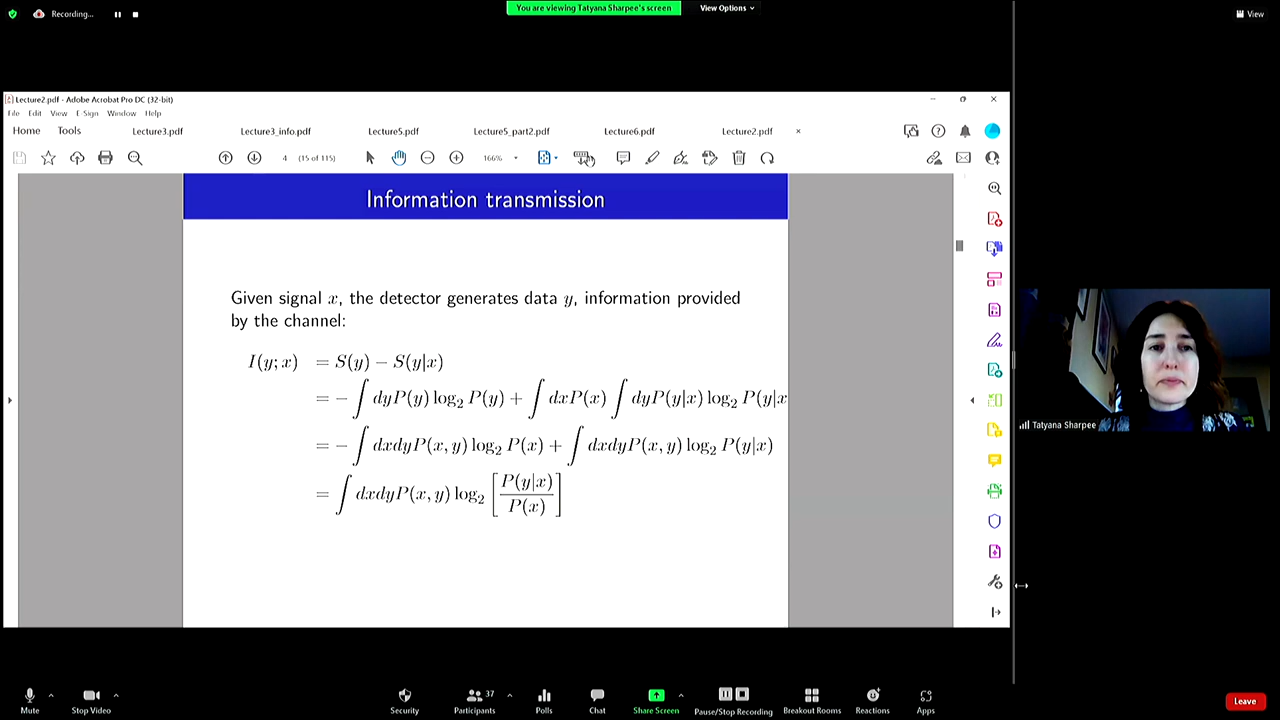 Recording...
You are viewing Tatyana Sharpee's screen
View Options
View
Lecture2.pdf - Adobe Acrobat Pro DC (32-bit)
File Edit View E-Sign Window Help
Home Tools Lecture3.pdf Lecture3_info.pdf Lecture5.pdf Lecture5_part2.pdf Lecture6.pdf Lecture2.pdf ×
4 (15 of 115) 166%
Information transmission
Given signal x, the detector generates data y, information provided
by the channel:
I(y; x) = S(y) − S(y|x)
= − ∫ dyP(y) log₂ P(y) + ∫ dxP(x) ∫ dyP(y|x) log₂ P(y|x
= − ∫ dxdyP(x, y) log₂ P(x) + ∫ dxdyP(x, y) log₂ P(y|x)
= ∫ dxdyP(x, y) log₂ [P(y|x) / P(x)]
Tatyana Sharpee
Mute Stop Video Security Participants 37 Polls Chat Share Screen Pause/Stop Recording Breakout Rooms Reactions Apps Leave